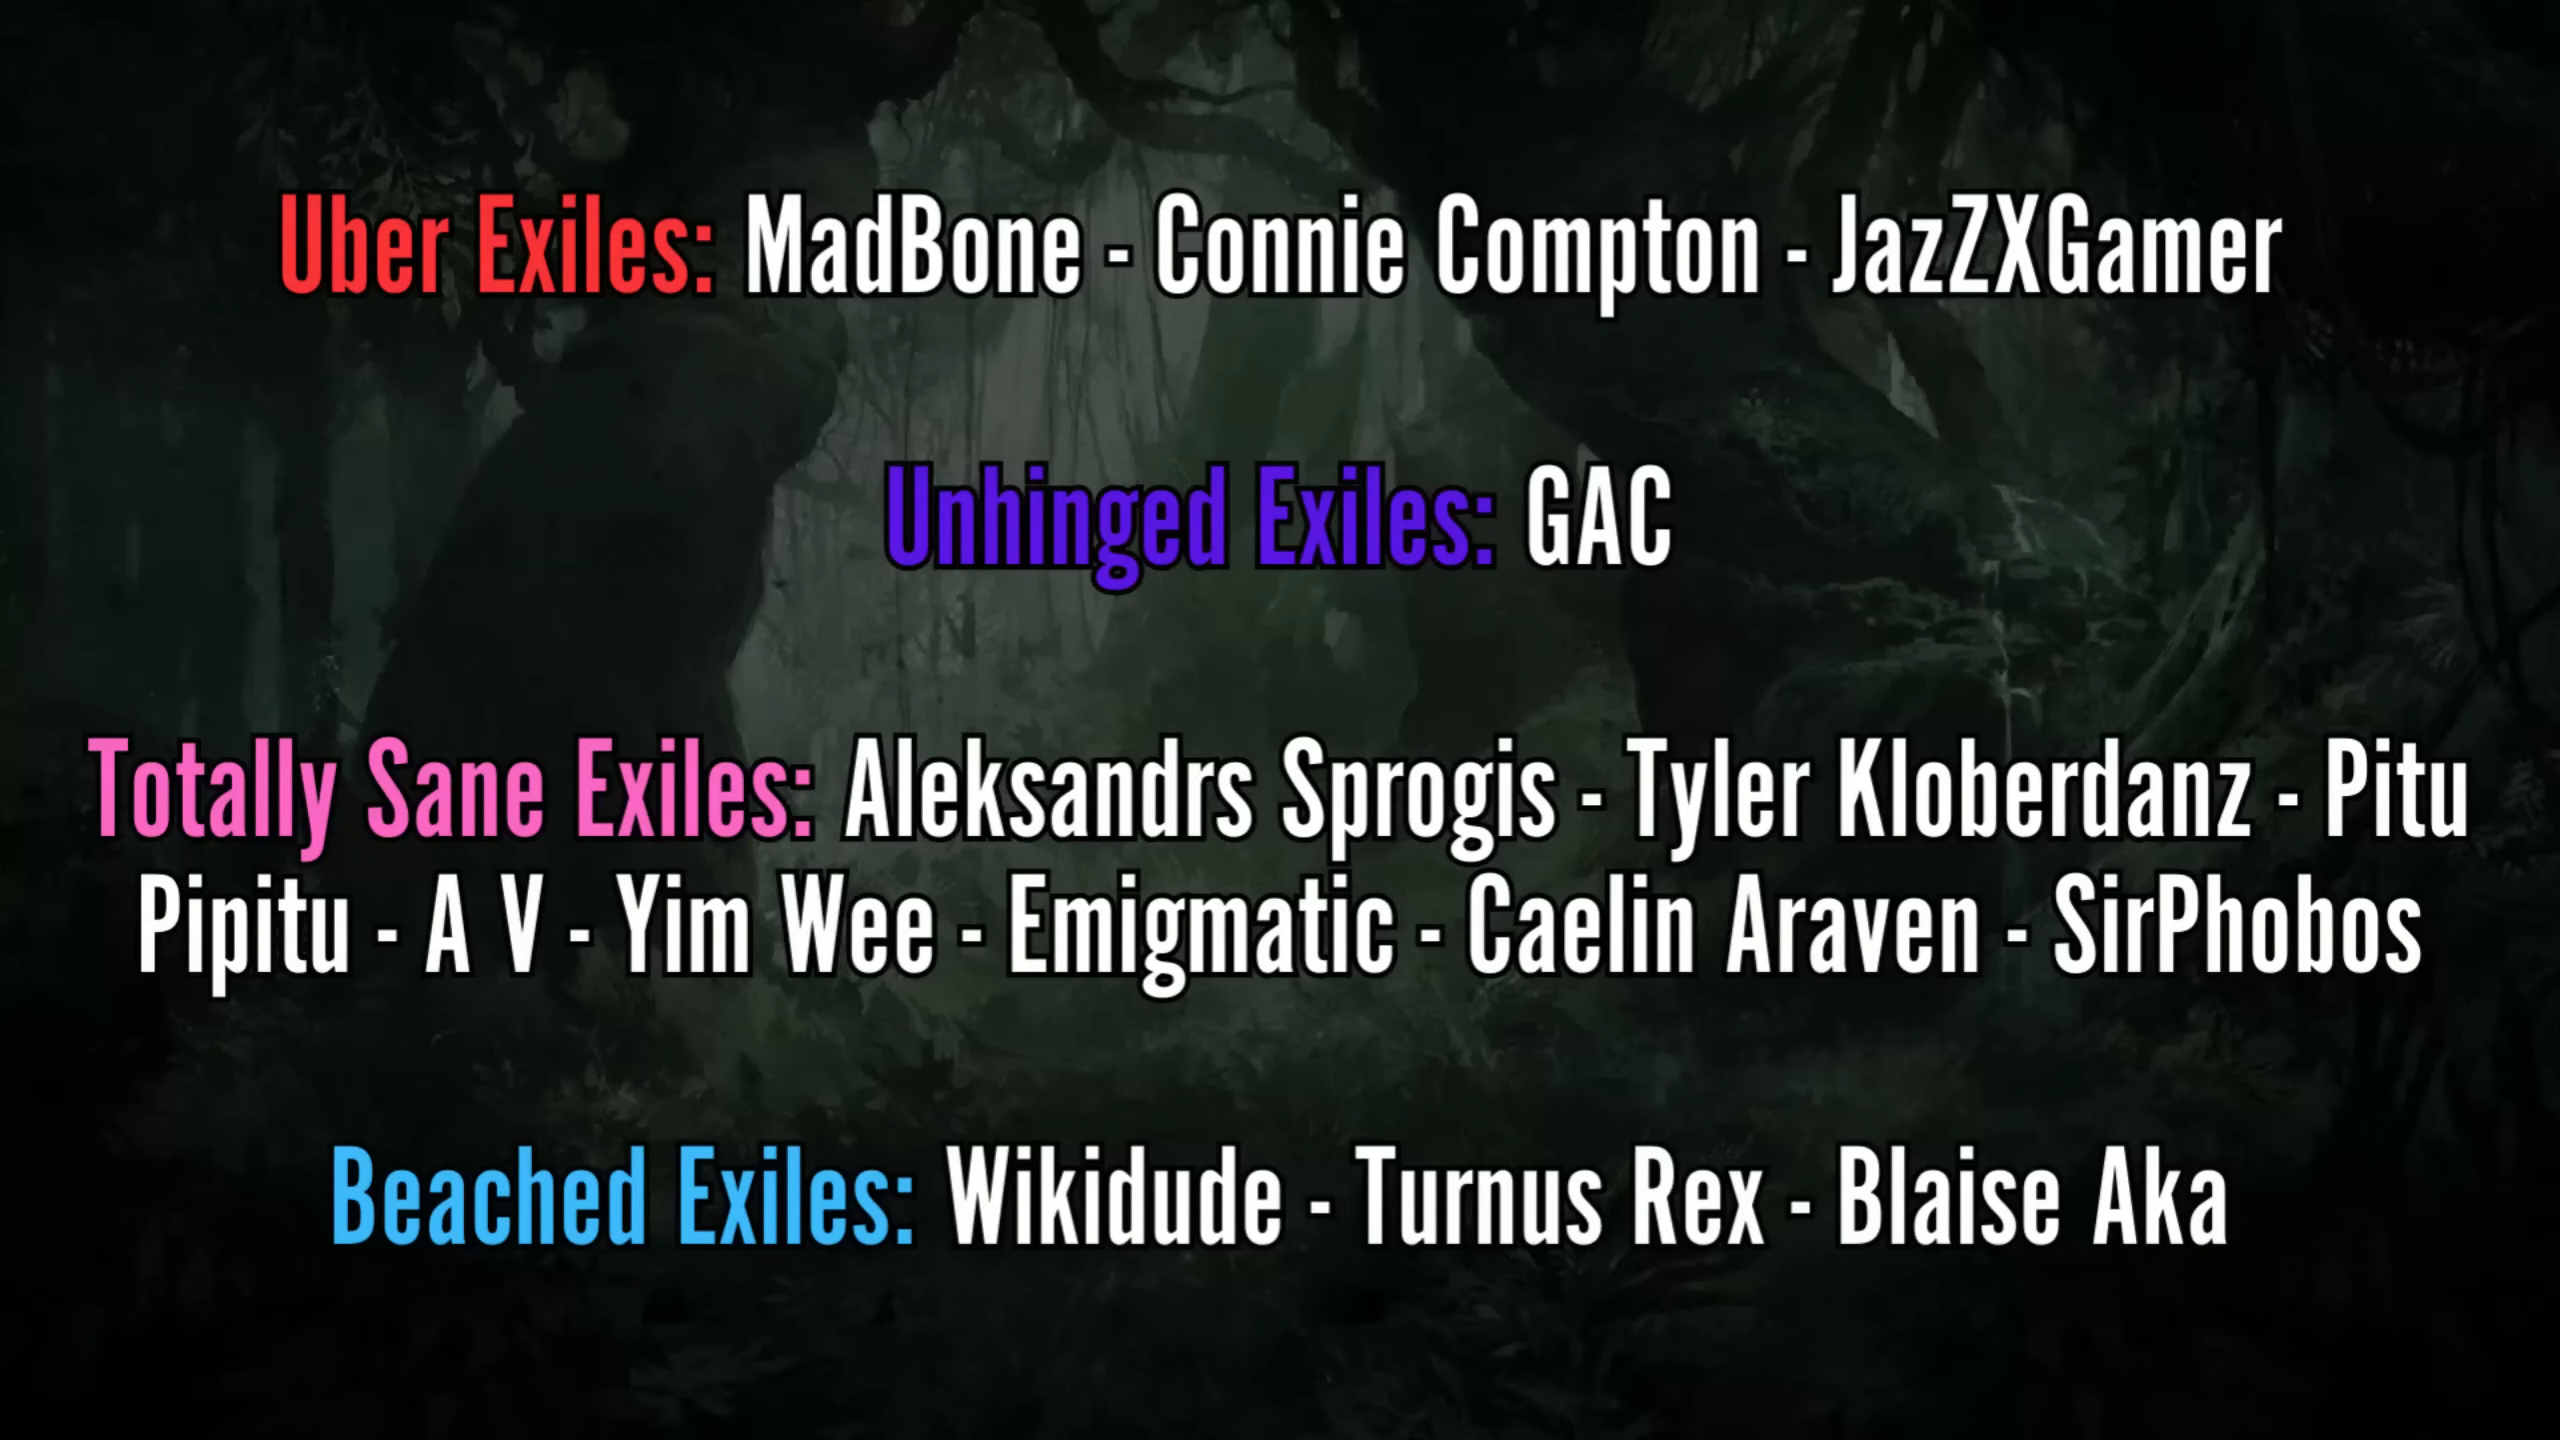 Uber Exiles: MadBone - Connie Compton - JazZXGamer
Unhinged Exiles: GAC
Totally Sane Exiles: Aleksandrs Sprogis - Tyler Kloberdanz - Pitu
Pipitu - A V - Yim Wee - Emigmatic - Caelin Araven - SirPhobos
Beached Exiles: Wikidude - Turnus Rex - Blaise Aka